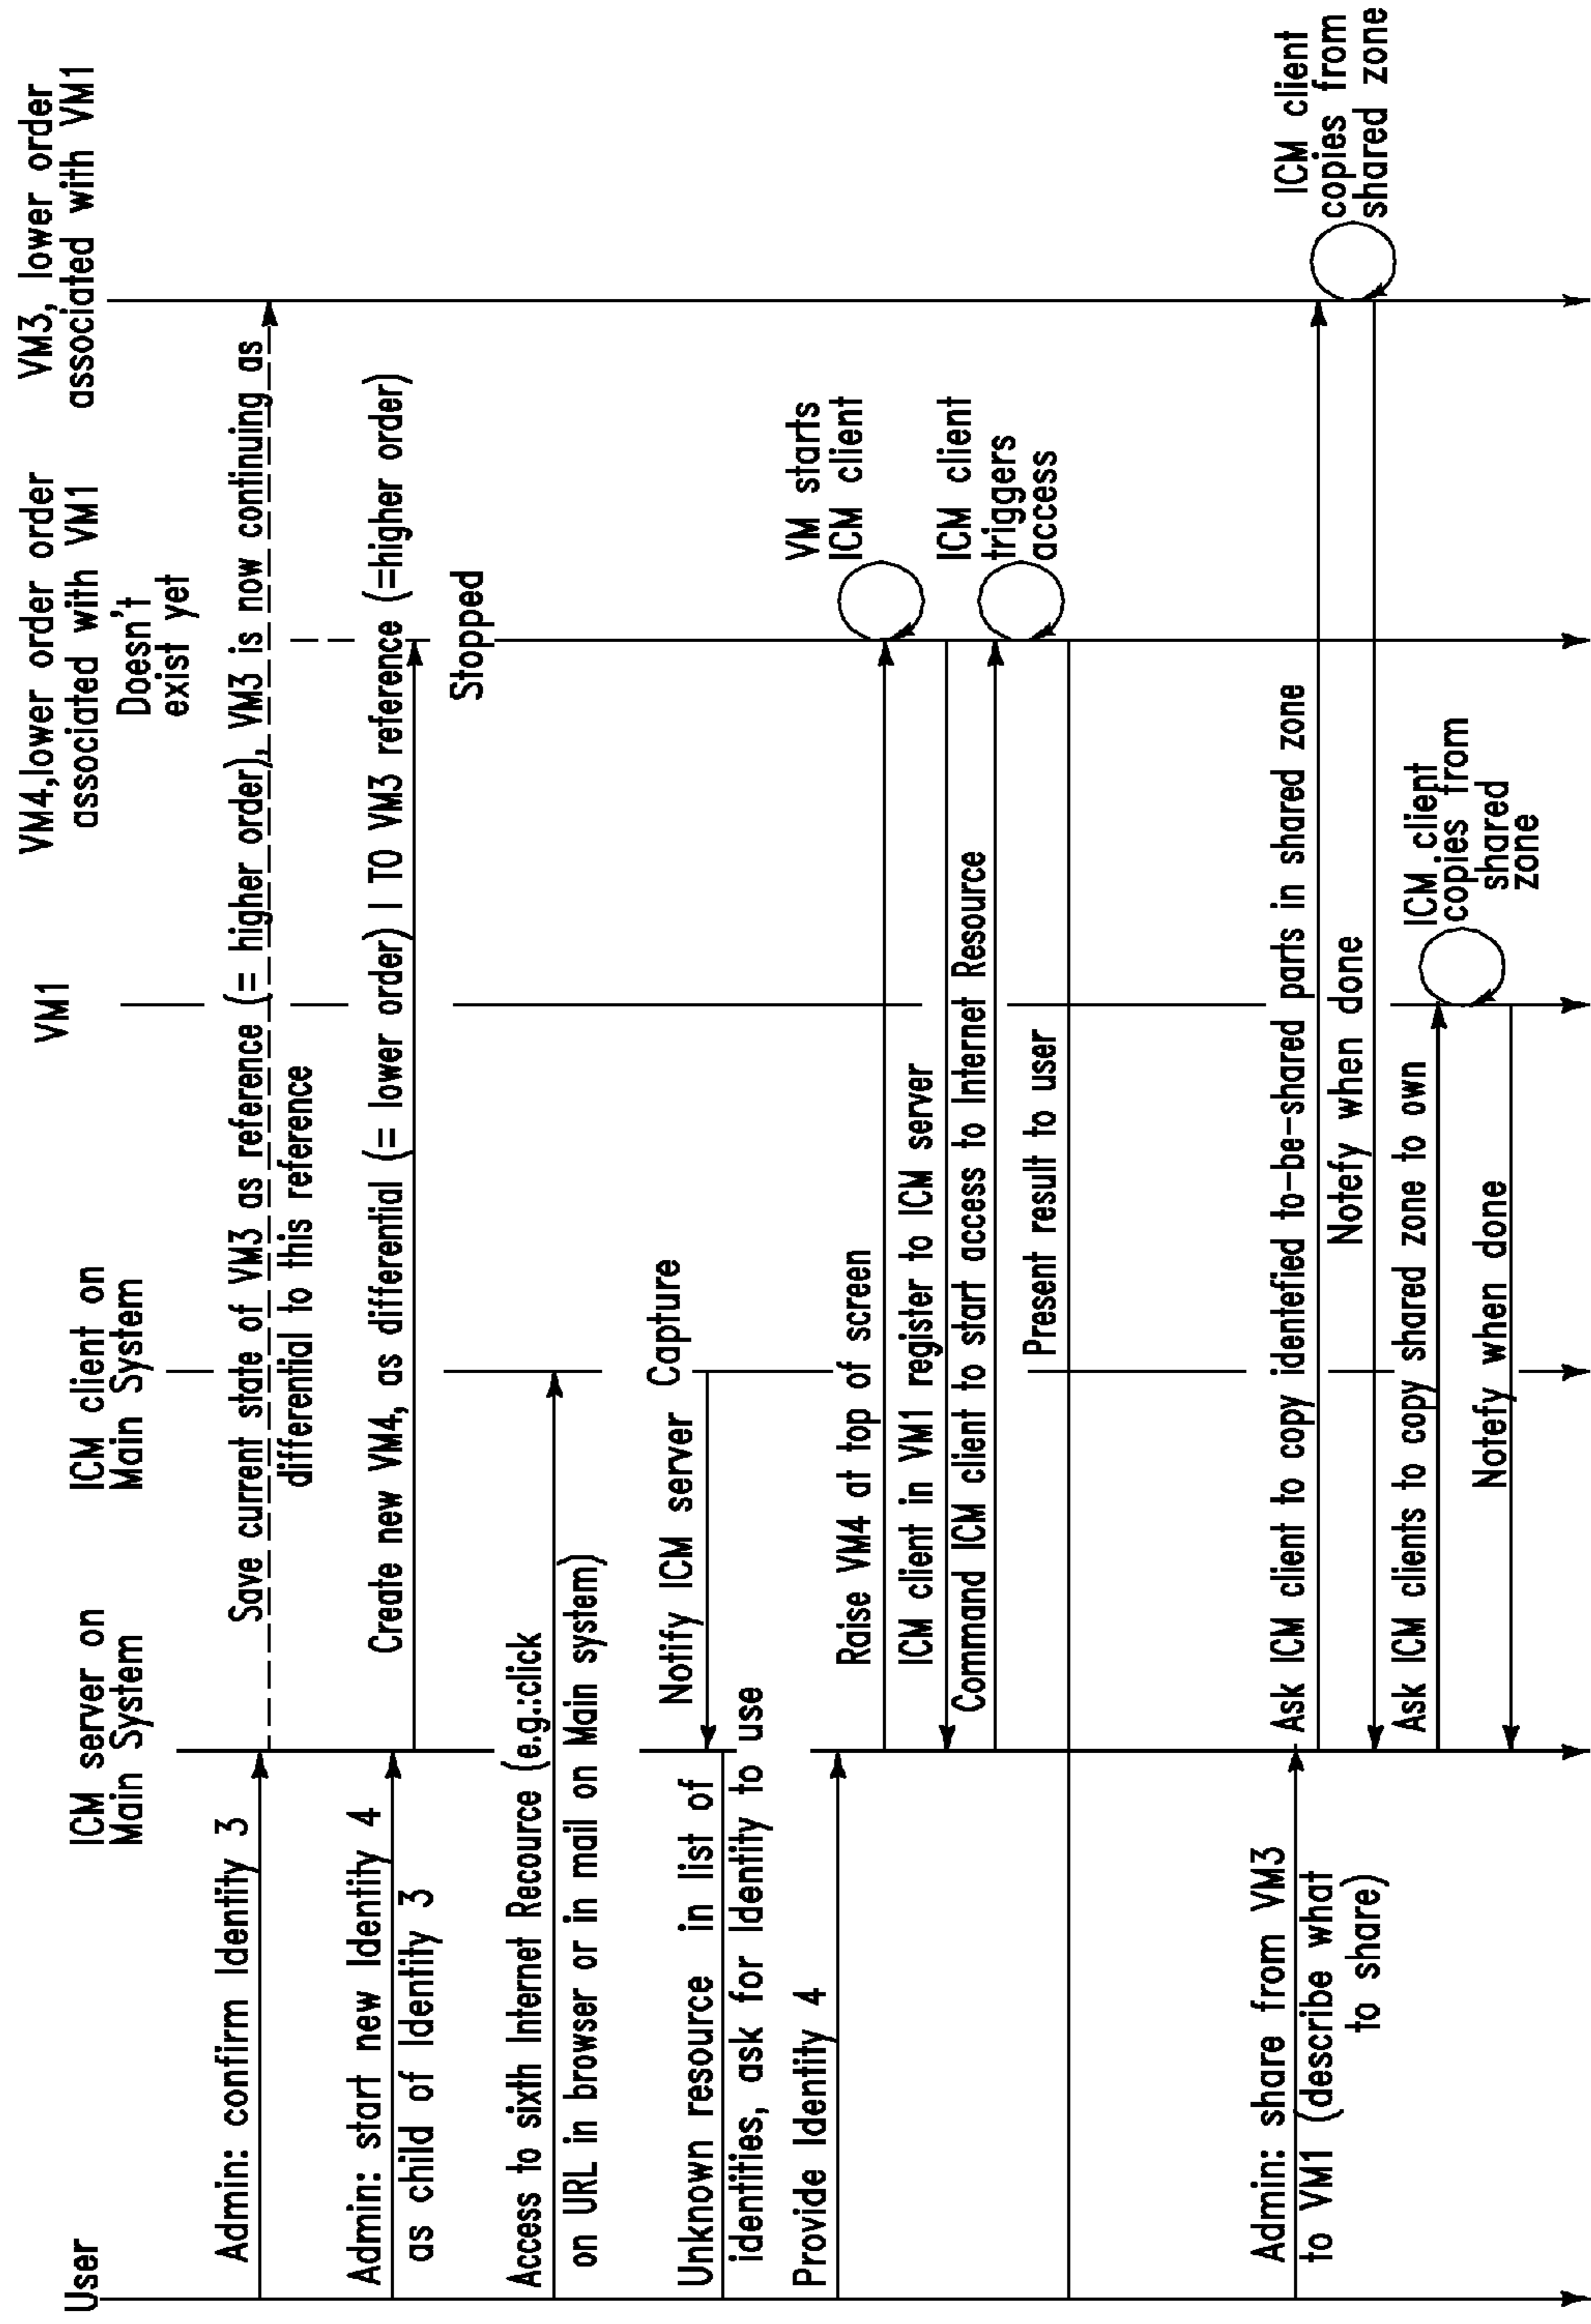 User
ICM server on
Main System
ICM client on
Main System
VM1
VM4,lower order order
associated with VM1
Doesn't
exist yet
VM3, lower order
associated with VM1
Admin: confirm Identity 3
Save current state of VM3 as reference (= higher order), VM3 is now continuing as
differential to this reference
Admin: start new Identity 4
as child of Identity 3
Create new VM4, as differential (= lower order) I TO VM3 reference (=higher order)
Stopped
Access to sixth Internet Recource (e.g.:click
on URL in browser or in mail on Main system)
Capture
Notify ICM server
Unknown resource in list of
identities, ask for Identity to use
Provide Identity 4
Raise VM4 at top of screen
VM starts
ICM client
ICM client in VM1 register to ICM server
Command ICM client to start access to Internet Resource
ICM client
triggers
access
Present result to user
Admin: share from VM3
to VM1 (describe what
to share)
Ask ICM client to copy identefied to-be-shared parts in shared zone
ICM client
copies from
shared zone
Notefy when done
Ask ICM clients to copy shared zone to own
ICM client
copies from
shared
zone
Notefy when done